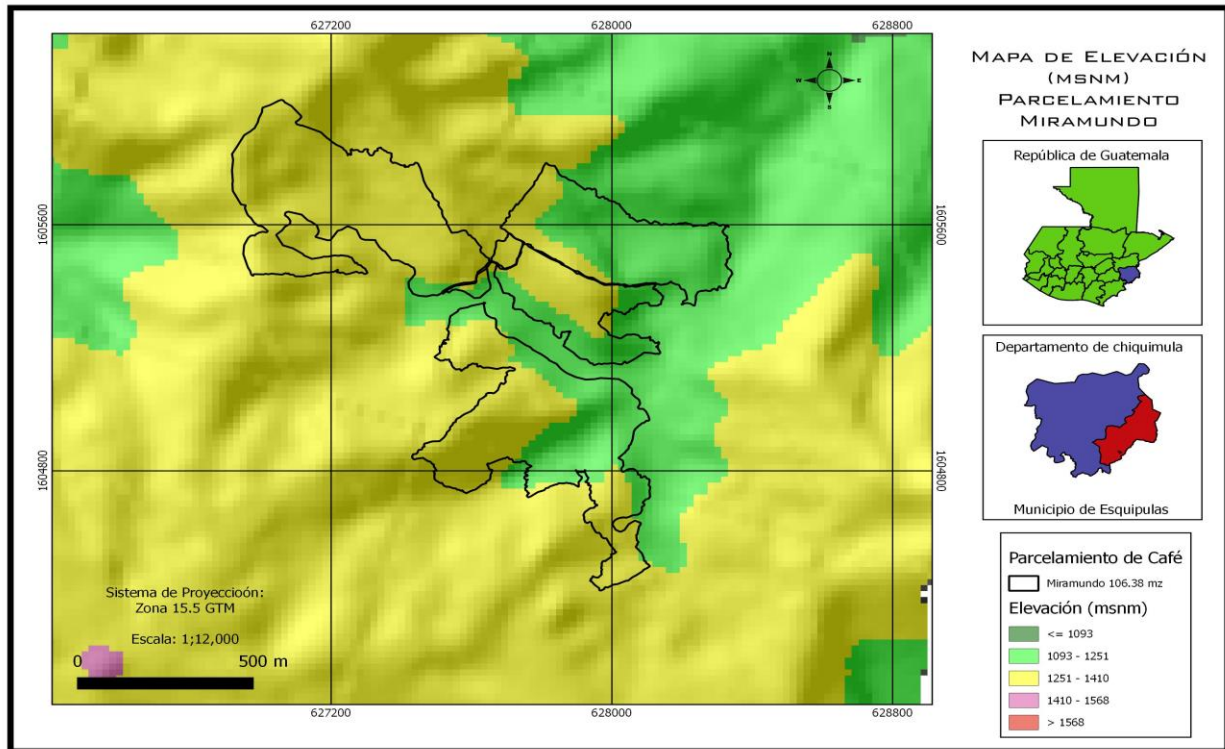 627200
628000
628800
1605600
1605600
1604800
1604800
N
W
E
S
Sistema de Proyeccióón:
Zona 15.5 GTM
Escala: 1;12,000
0
500 m
627200
628000
628800
MAPA DE ELEVACIÓN
(MSNM)
PARCELAMIENTO
MIRAMUNDO
República de Guatemala
Departamento de chiquimula
Municipio de Esquipulas
Parcelamiento de Café
Miramundo 106.38 mz
Elevación (msnm)
<= 1093
1093 - 1251
1251 - 1410
1410 - 1568
> 1568